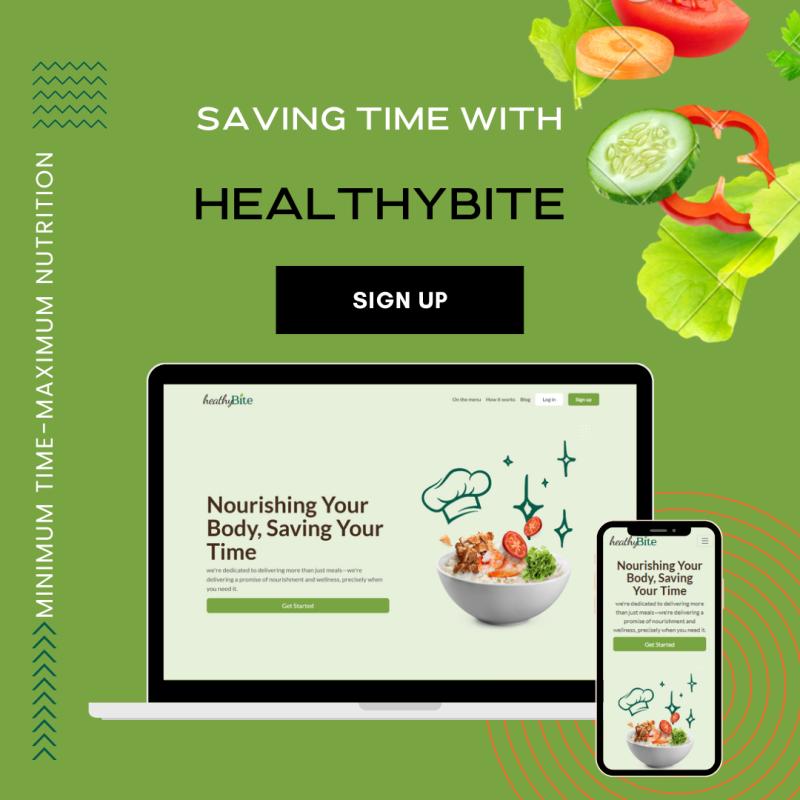 SAVING TIME WITH
HEALTHYBITE
SIGN UP
MINIMUM TIME-MAXIMUM NUTRITION
heathyBite
On the menu How it works Blog Log in Sign up
Nourishing Your
Body, Saving Your
Time
we're dedicated to delivering more than just meals—we're
delivering a promise of nourishment and wellness, precisely when
you need it.
Get Started
heathyBite
Nourishing Your
Body, Saving
Your Time
we're dedicated to delivering more
than just meals—we're delivering a
promise of nourishment and
wellness, precisely when you need it.
Get Started